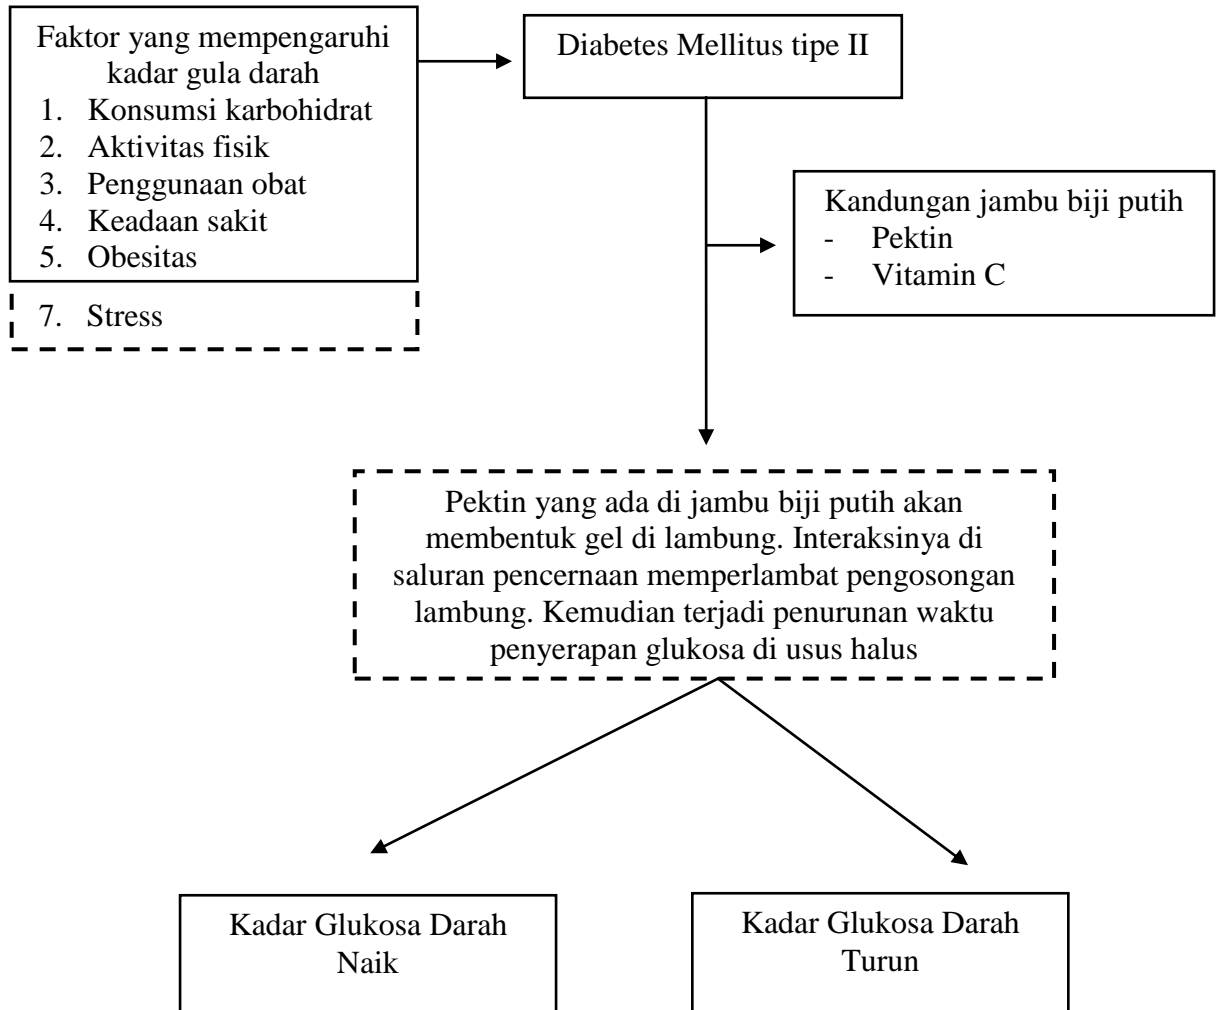 Faktor yang mempengaruhi
kadar gula darah
1. Konsumsi karbohidrat
2. Aktivitas fisik
3. Penggunaan obat
4. Keadaan sakit
5. Obesitas
7. Stress
Diabetes Mellitus tipe II
Kandungan jambu biji putih
- Pektin
- Vitamin C
Pektin yang ada di jambu biji putih akan
membentuk gel di lambung. Interaksinya di
saluran pencernaan memperlambat pengosongan
lambung. Kemudian terjadi penurunan waktu
penyerapan glukosa di usus halus
Kadar Glukosa Darah
Naik
Kadar Glukosa Darah
Turun